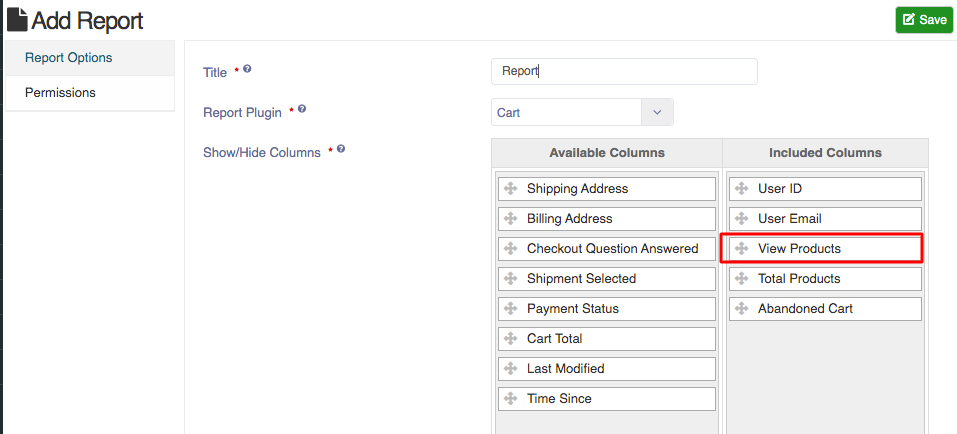 Add Report
Save
Report Options
Permissions
Title * ?
Report
Report Plugin * ?
Cart
Show/Hide Columns * ?
Available Columns
Included Columns
Shipping Address
User ID
Billing Address
User Email
Checkout Question Answered
View Products
Shipment Selected
Total Products
Payment Status
Abandoned Cart
Cart Total
Last Modified
Time Since